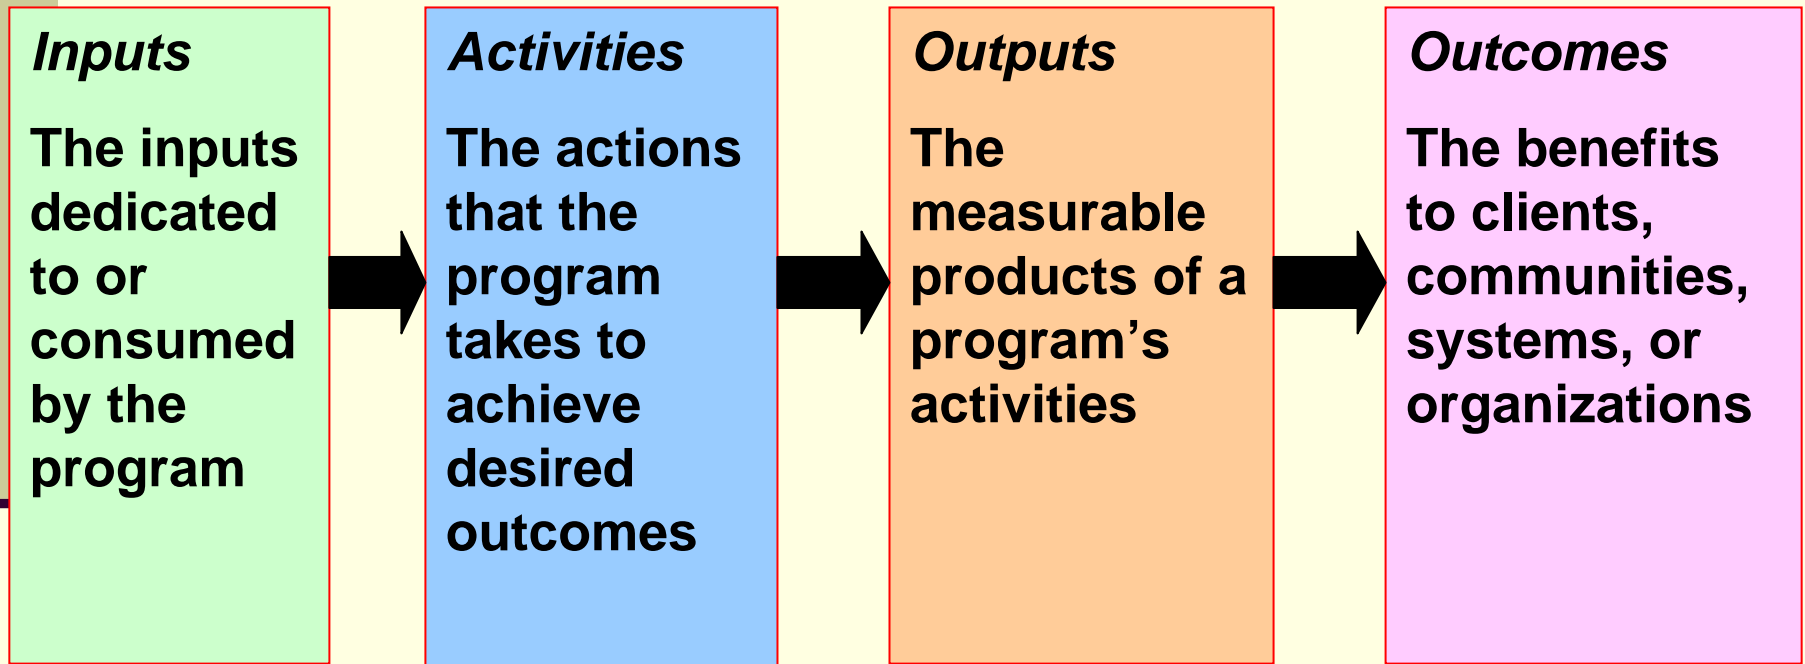 Inputs
The inputs
dedicated
to or
consumed
by the
program
Activities
The actions
that the
program
takes to
achieve
desired
outcomes
Outputs
The
measurable
products of a
program’s
activities
Outcomes
The benefits
to clients,
communities,
systems, or
organizations